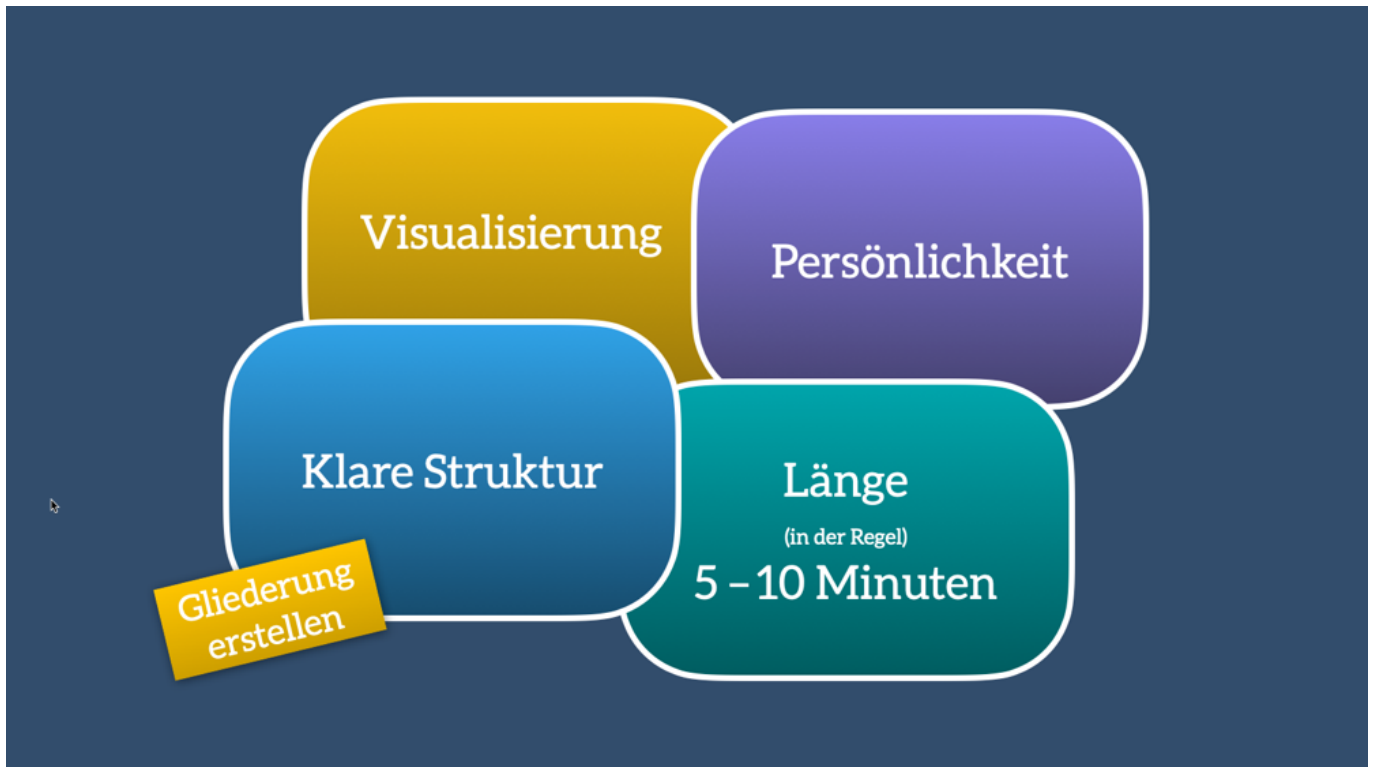 Visualisierung
Persönlichkeit
Klare Struktur
Gliederung
erstellen
Länge
(in der Regel)
5 – 10 Minuten